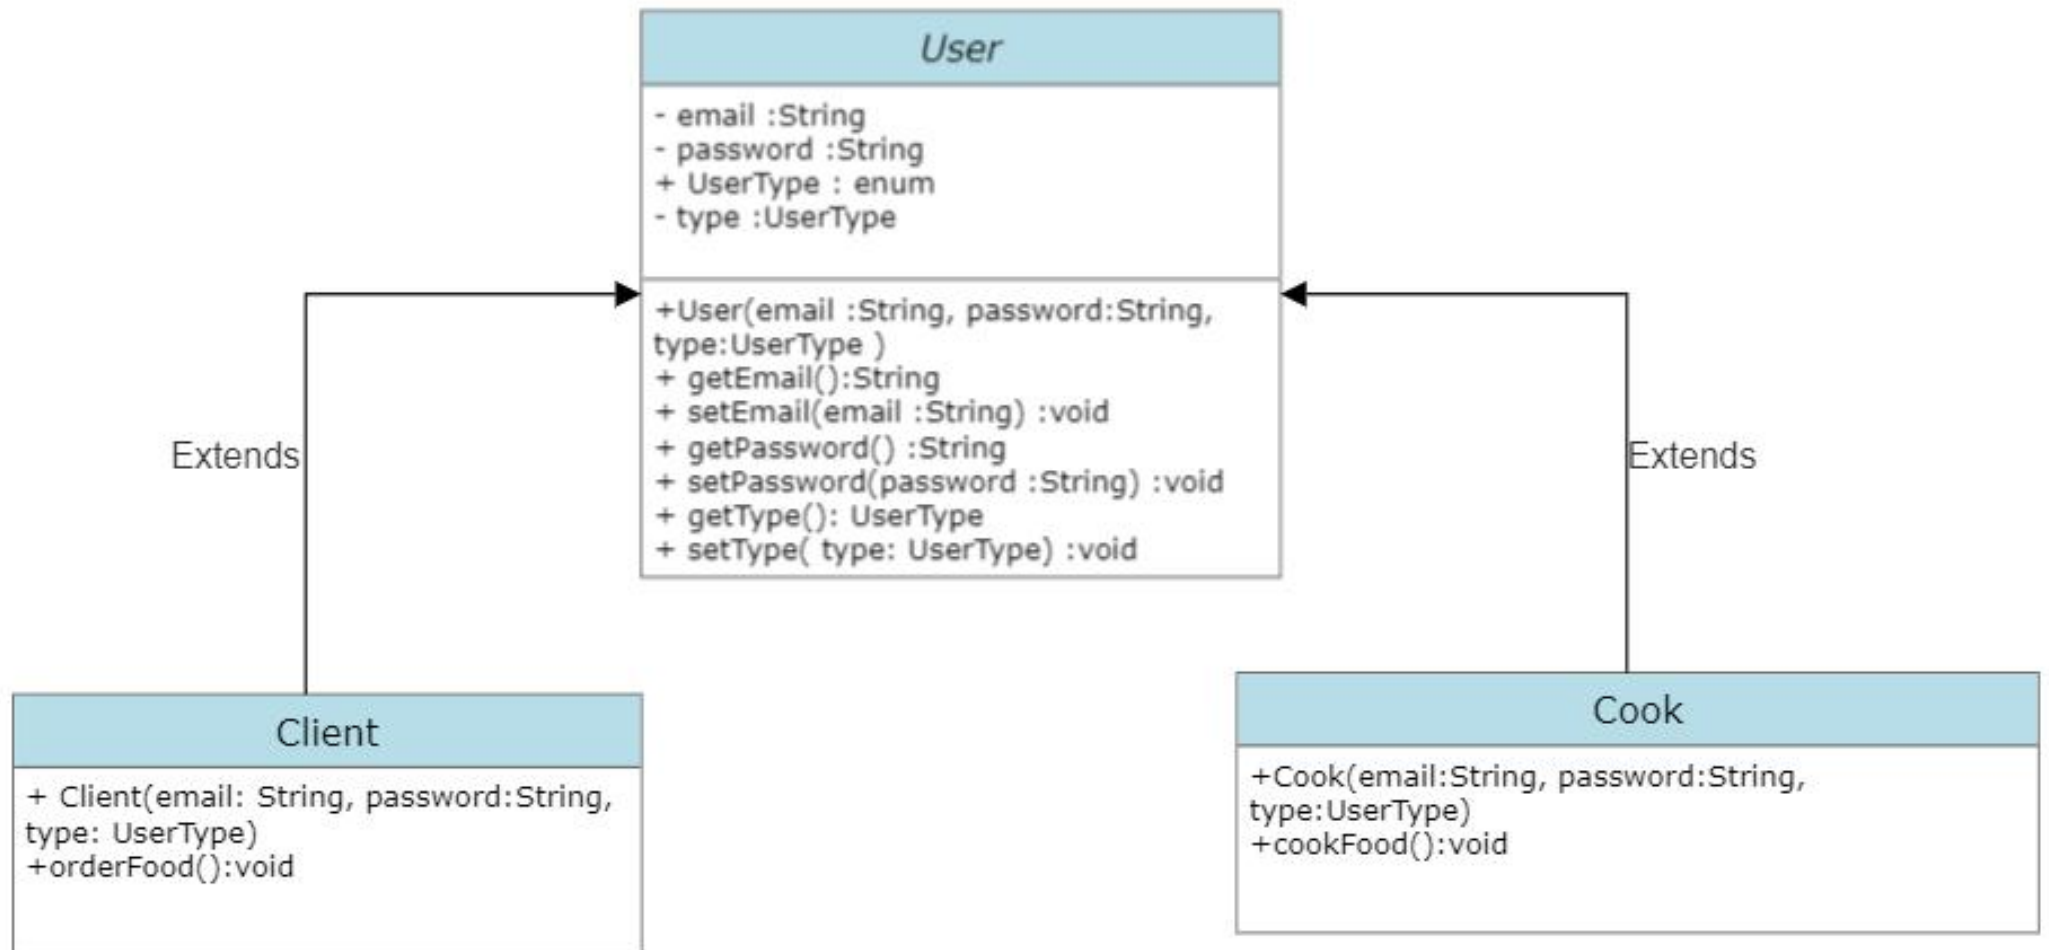 User
- email :String
- password :String
+ UserType : enum
- type :UserType
+User(email :String, password:String,
type:UserType )
+ getEmail():String
+ setEmail(email :String) :void
+ getPassword() :String
+ setPassword(password :String) :void
+ getType(): UserType
+ setType( type: UserType) :void
Extends
Extends
Client
+ Client(email: String, password:String,
type: UserType)
+orderFood():void
Cook
+Cook(email:String, password:String,
type:UserType)
+cookFood():void